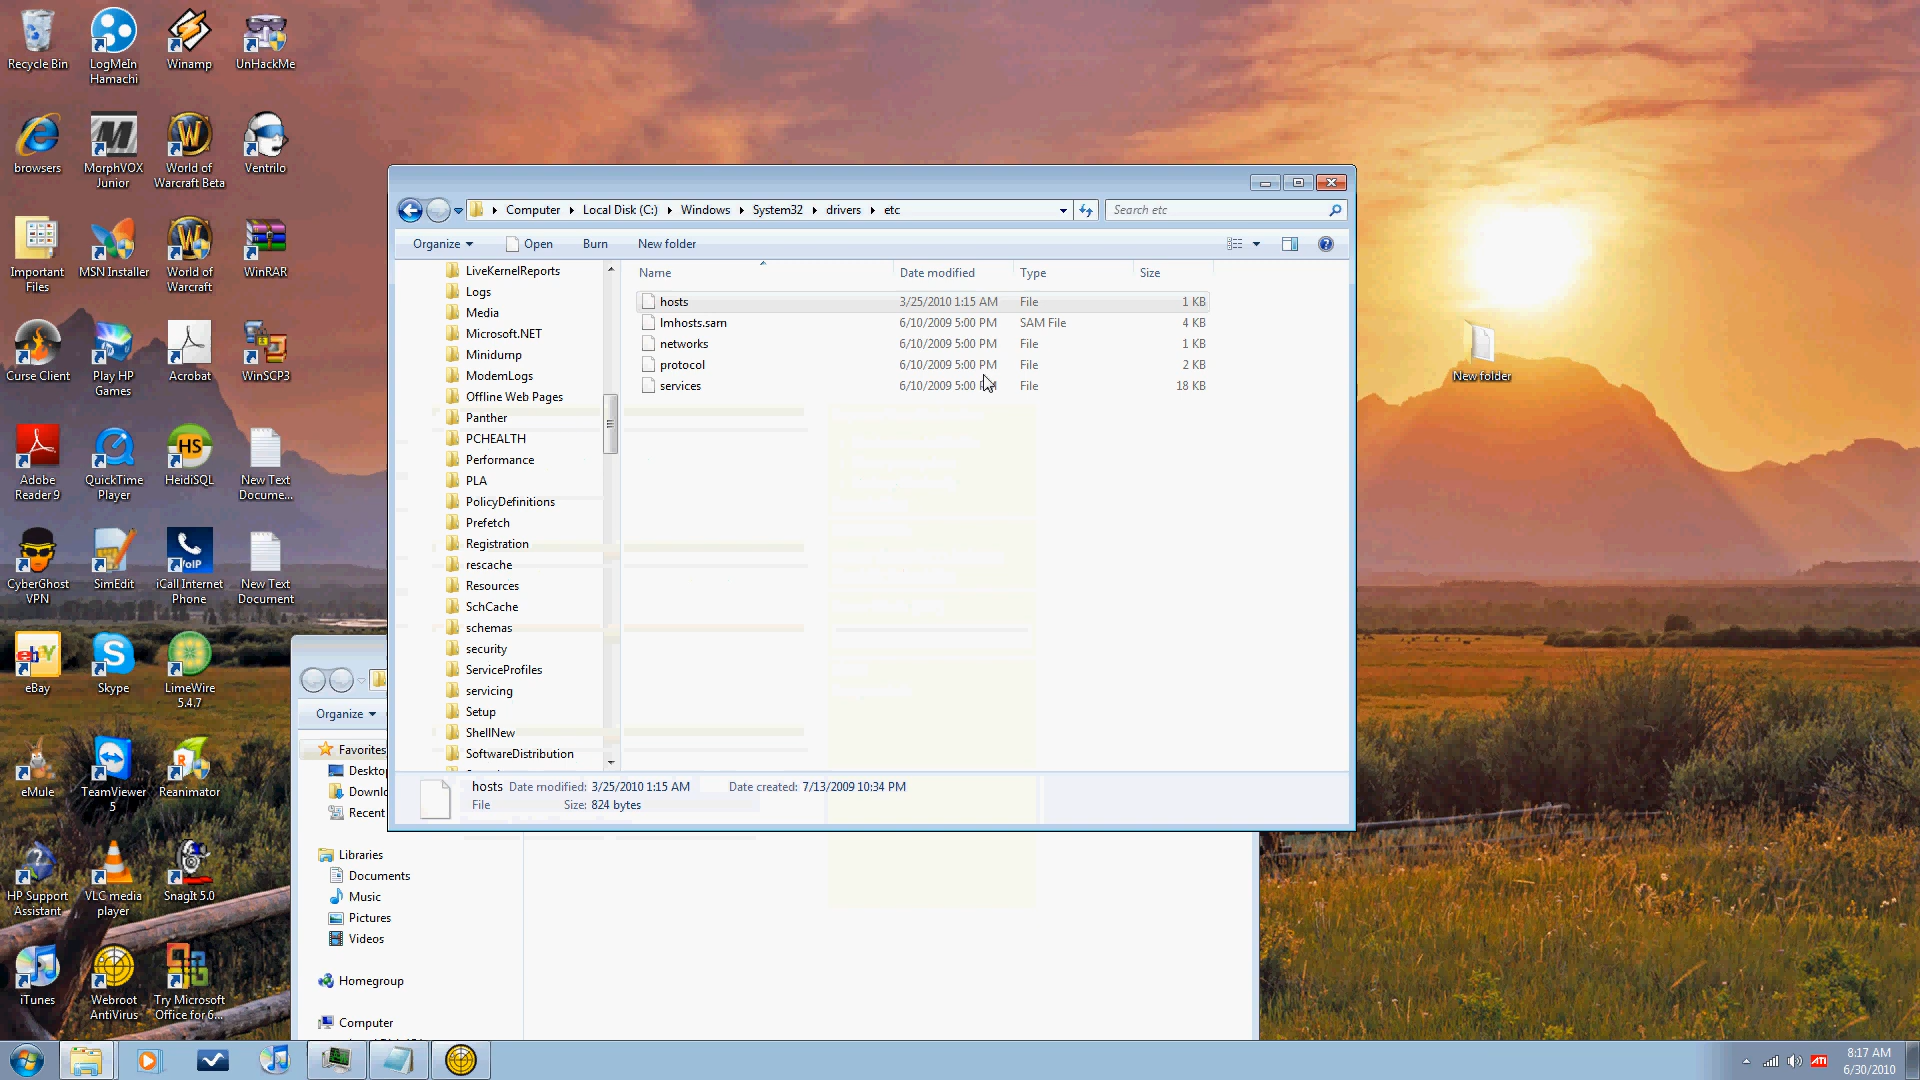 Recycle Bin
LogMeIn
Hamachi
Winamp
UnHackMe
browsers
MorphVOX
Junior
World of
Warcraft Beta
Ventrilo
Important
Files
MSN Installer
World of
Warcraft
WinRAR
Curse Client
Play HP
Games
Acrobat
WinSCP3
Adobe
Reader 9
QuickTime
Player
HeidiSQL
New Text
Docume...
CyberGhost
VPN
SimEdit
iCall Internet
Phone
New Text
Document
eBay
Skype
LimeWire
5.4.7
eMule
TeamViewer
5
Reanimator
HP Support
Assistant
VLC media
player
SnagIt 5.0
iTunes
Webroot
AntiVirus
Try Microsoft
Office for 6...
New folder
Computer
Local Disk (C:)
Windows
System32
drivers
etc
Search etc
Organize
Open
Burn
New folder
LiveKernelReports
Logs
Media
Microsoft.NET
Minidump
ModemLogs
Offline Web Pages
Panther
PCHEALTH
Performance
PLA
PolicyDefinitions
Prefetch
Registration
rescache
Resources
SchCache
schemas
security
ServiceProfiles
servicing
Setup
ShellNew
SoftwareDistribution
Name Date modified Type Size
hosts 3/25/2010 1:15 AM File 1 KB
lmhosts.sam 6/10/2009 5:00 PM SAM File 4 KB
networks 6/10/2009 5:00 PM File 1 KB
protocol 6/10/2009 5:00 PM File 2 KB
services 6/10/2009 5:00 File 18 KB
hosts Date modified: 3/25/2010 1:15 AM Date created: 7/13/2009 10:34 PM
File Size: 824 bytes
Organize
Favorites
Deskto
Downl
Recent
Libraries
Documents
Music
Pictures
Videos
Homegroup
Computer
ATI
8:17 AM
6/30/2010